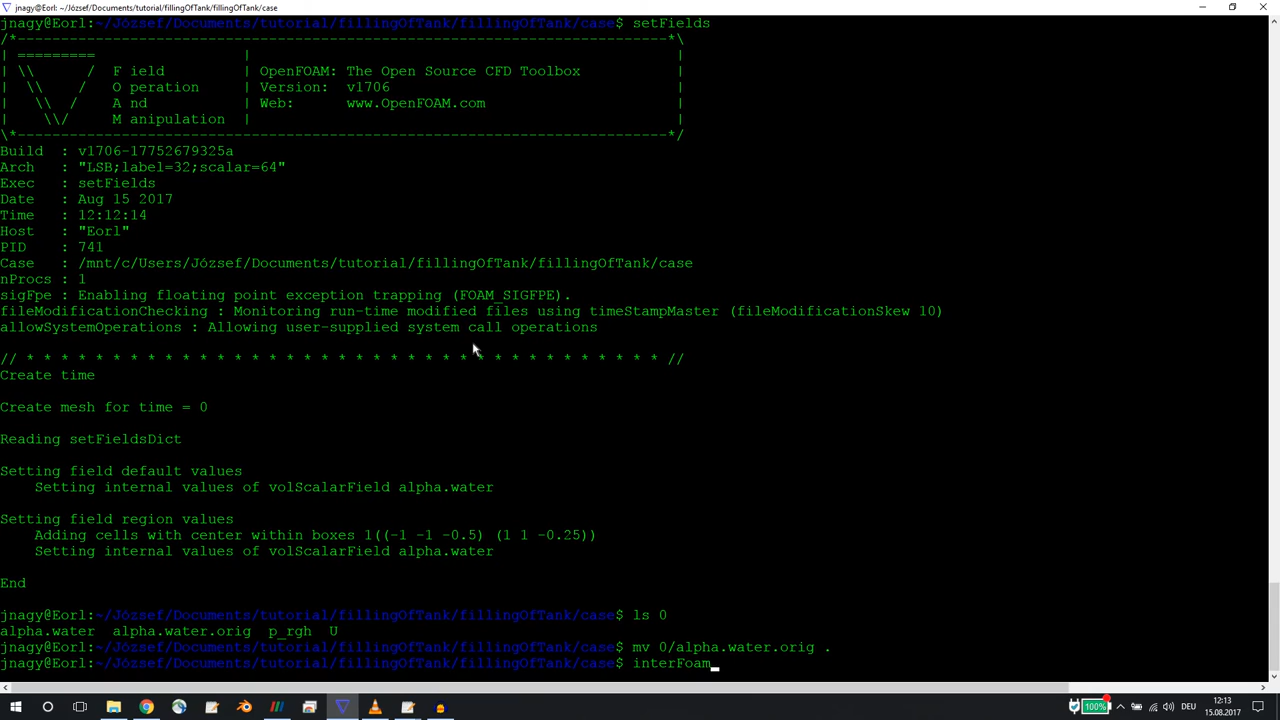 jnagy@Eorl: ~/József/Documents/tutorial/fillingOfTank/fillingOfTank/case
jnagy@Eorl:~/József/Documents/tutorial/fillingOfTank/fillingOfTank/case$ setFields
/*---------------------------------------------------------------------------*\
| =========                 |                                                 |
| \\      /  F ield         | OpenFOAM: The Open Source CFD Toolbox           |
|  \\    /   O peration     | Version:  v1706                                 |
|   \\  /    A nd           | Web:      www.OpenFOAM.com                      |
|    \\/     M anipulation  |                                                 |
\*---------------------------------------------------------------------------*/
Build  : v1706-17752679325a
Arch   : "LSB;label=32;scalar=64"
Exec   : setFields
Date   : Aug 15 2017
Time   : 12:12:14
Host   : "Eorl"
PID    : 741
Case   : /mnt/c/Users/József/Documents/tutorial/fillingOfTank/fillingOfTank/case
nProcs : 1
sigFpe : Enabling floating point exception trapping (FOAM_SIGFPE).
fileModificationChecking : Monitoring run-time modified files using timeStampMaster (fileModificationSkew 10)
allowSystemOperations : Allowing user-supplied system call operations
// * * * * * * * * * * * * * * * * * * * * * * * * * * * * * * * * * * * * * //
Create time
Create mesh for time = 0
Reading setFieldsDict
Setting field default values
    Setting internal values of volScalarField alpha.water
Setting field region values
    Adding cells with center within boxes 1((-1 -1 -0.5) (1 1 -0.25))
    Setting internal values of volScalarField alpha.water
End
jnagy@Eorl:~/József/Documents/tutorial/fillingOfTank/fillingOfTank/case$ ls 0
alpha.water  alpha.water.orig  p_rgh  U
jnagy@Eorl:~/József/Documents/tutorial/fillingOfTank/fillingOfTank/case$ mv 0/alpha.water.orig .
jnagy@Eorl:~/József/Documents/tutorial/fillingOfTank/fillingOfTank/case$ interFoam
100% DEU 12:13
15.08.2017